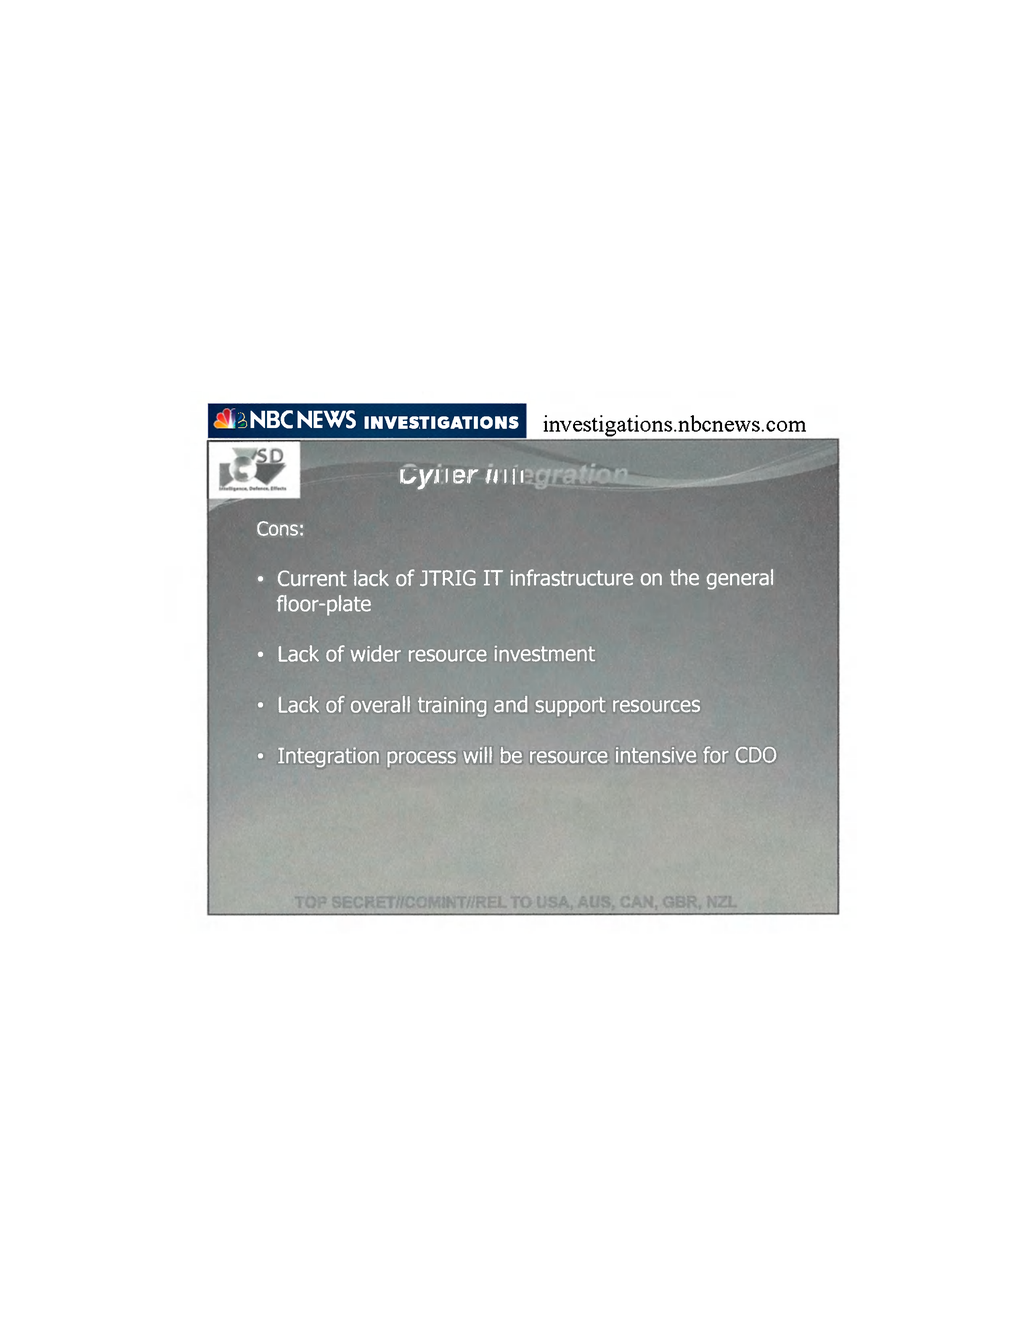 NBC NEWS INVESTIGATIONS investigations.nbcnews.com
CSD
Intelligence, Defence, Effects
Cyber integration
Cons:
• Current lack of JTRIG IT infrastructure on the general
floor-plate
• Lack of wider resource investment
• Lack of overall training and support resources
• Integration process will be resource intensive for CDO
TOP SECRET//COMINT//REL TO USA, AUS, CAN, GBR, NZL